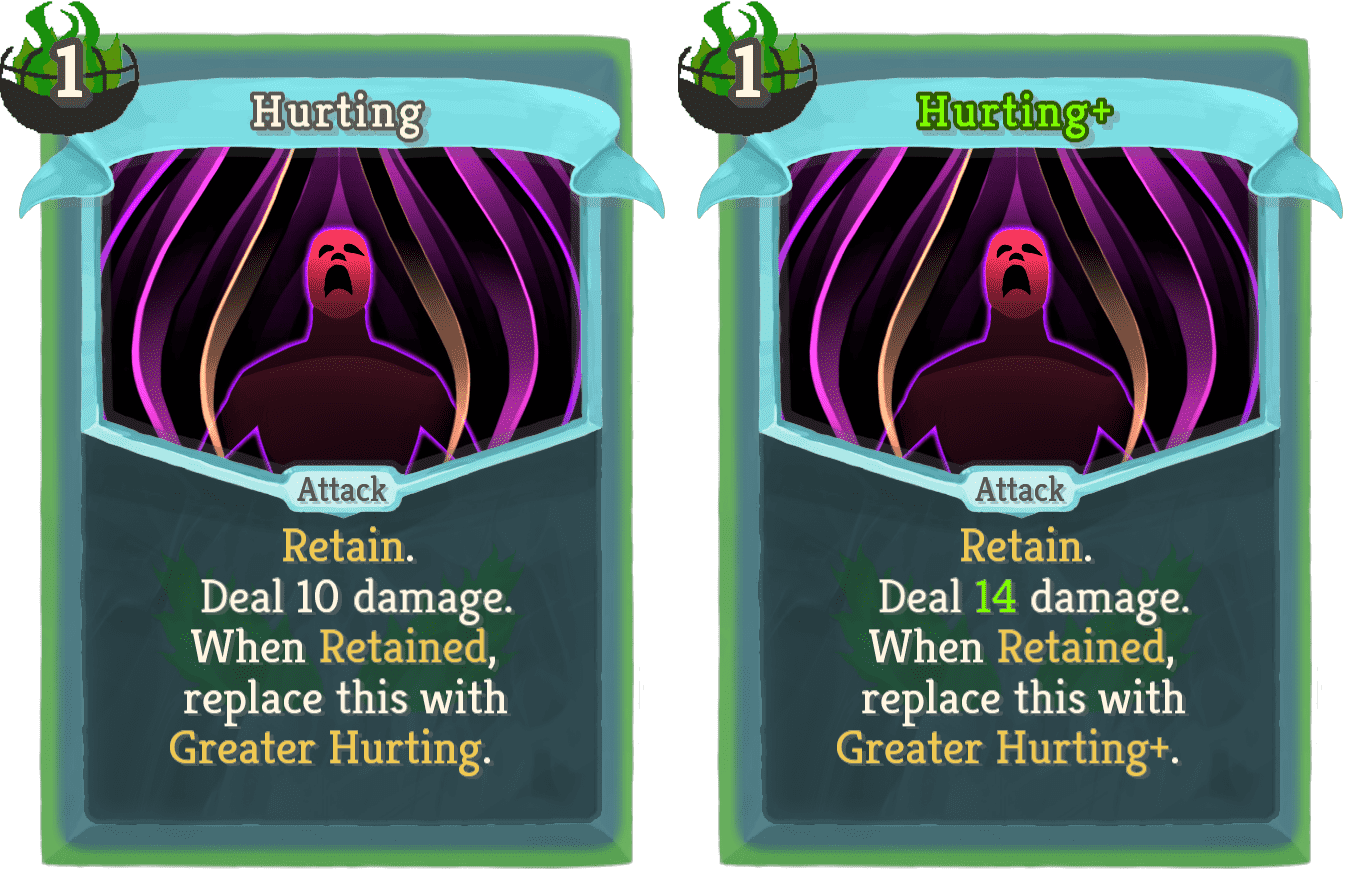 1
Hurting
Attack
Retain.
Deal 10 damage.
When Retained,
replace this with
Greater Hurting.
1
Hurting+
Attack
Retain.
Deal 14 damage.
When Retained,
replace this with
Greater Hurting+.